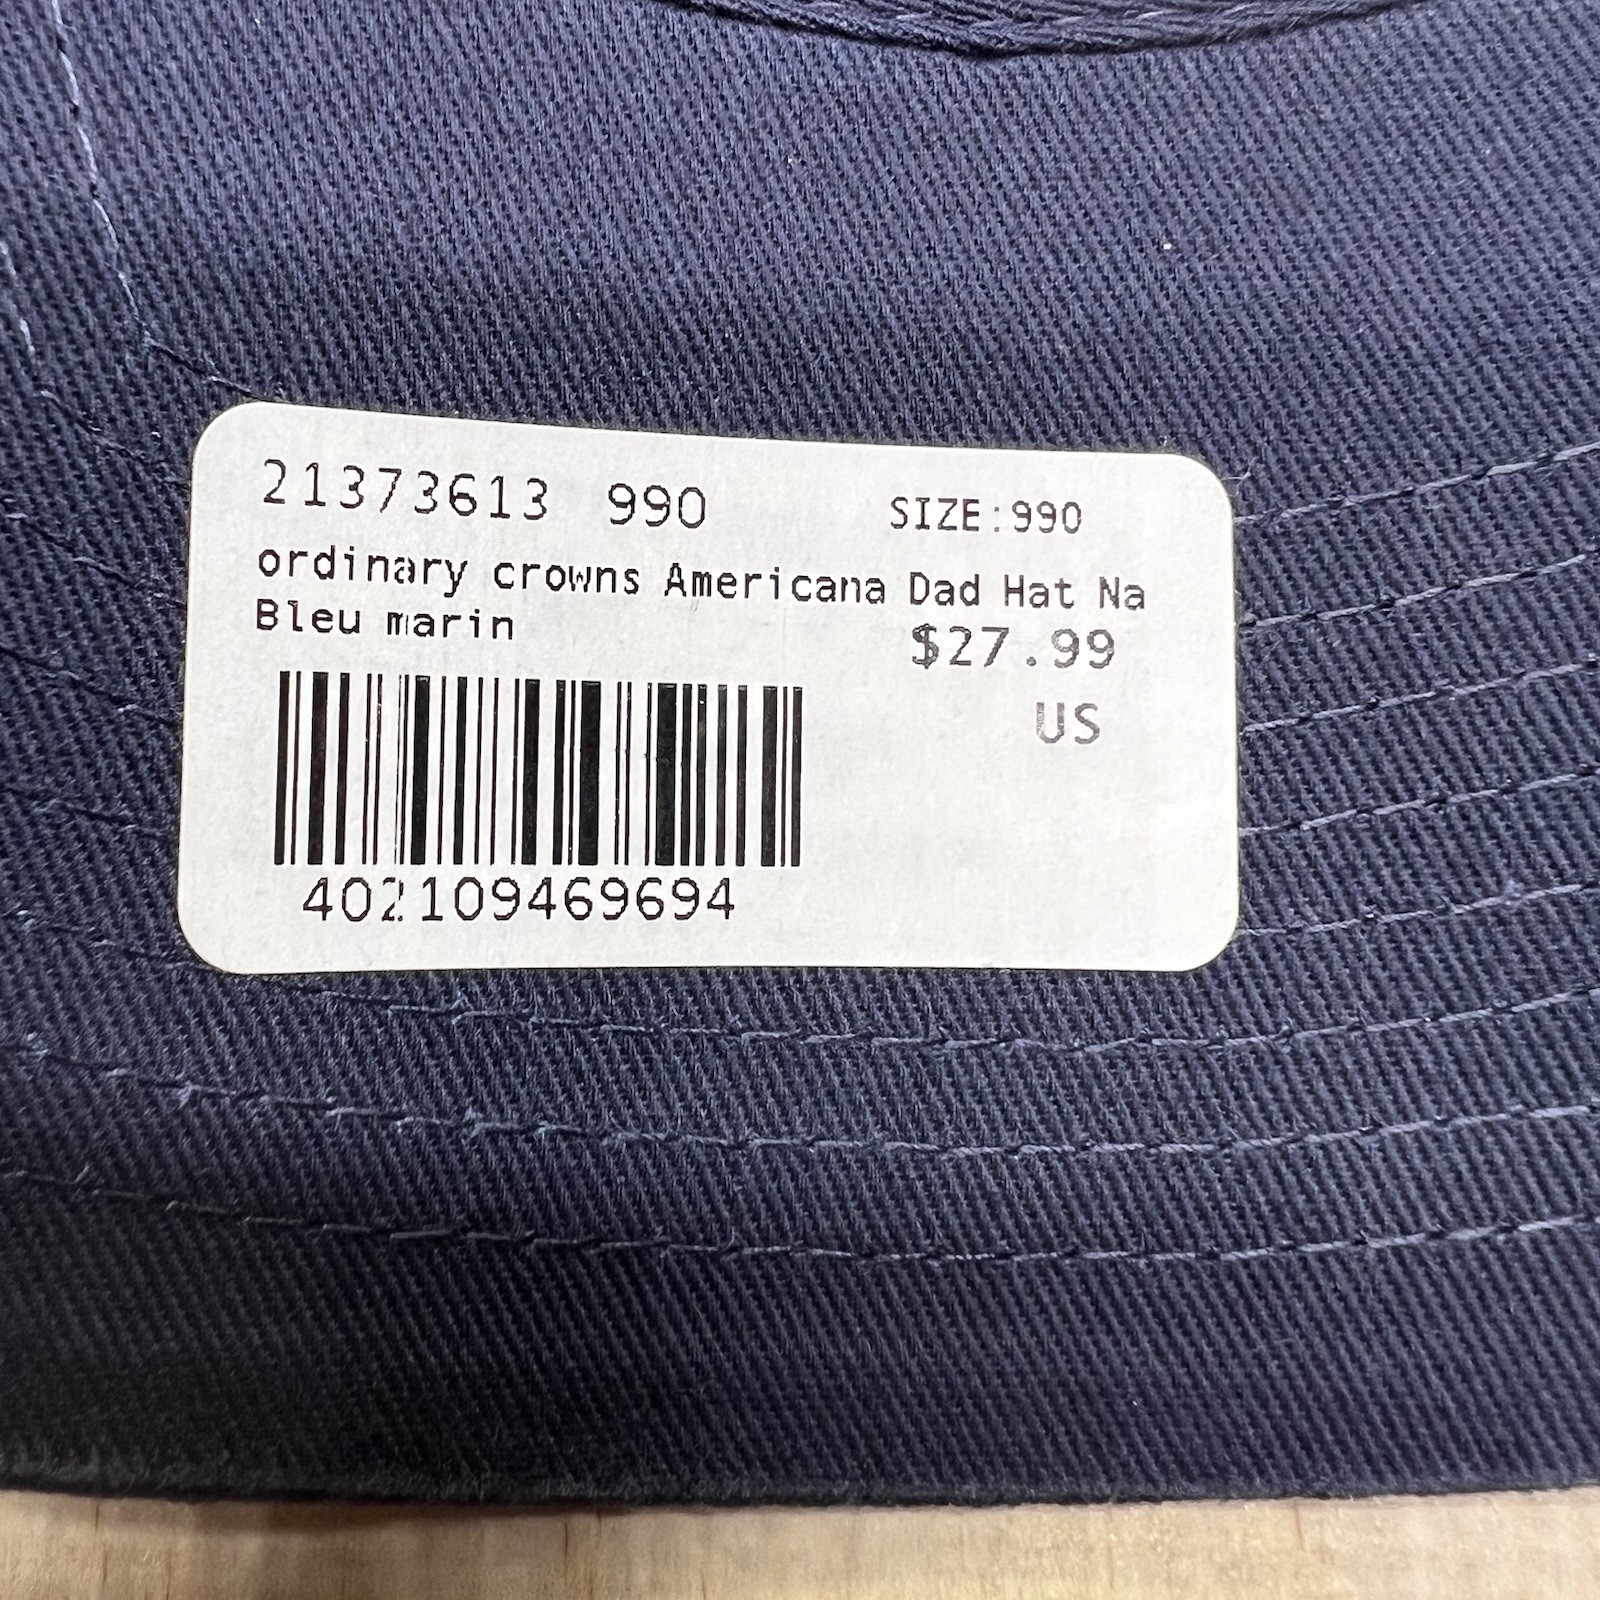 21373613 990 SIZE:990
ordinary crowns Americana Dad Hat Na
Bleu marin
$27.99
US
402109469694